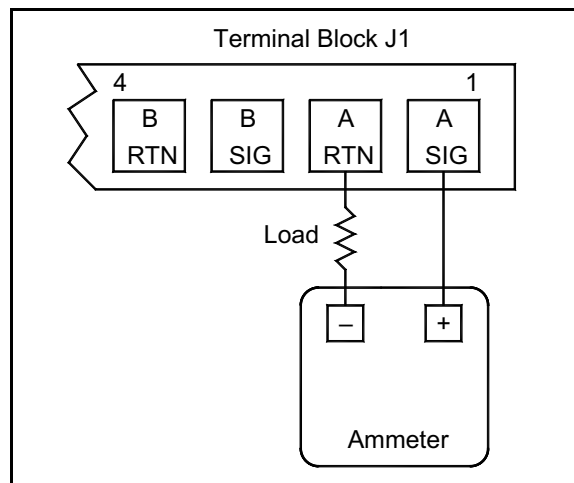 Terminal Block J1
4 1
B B A A
RTN SIG RTN SIG
Load
– +
Ammeter